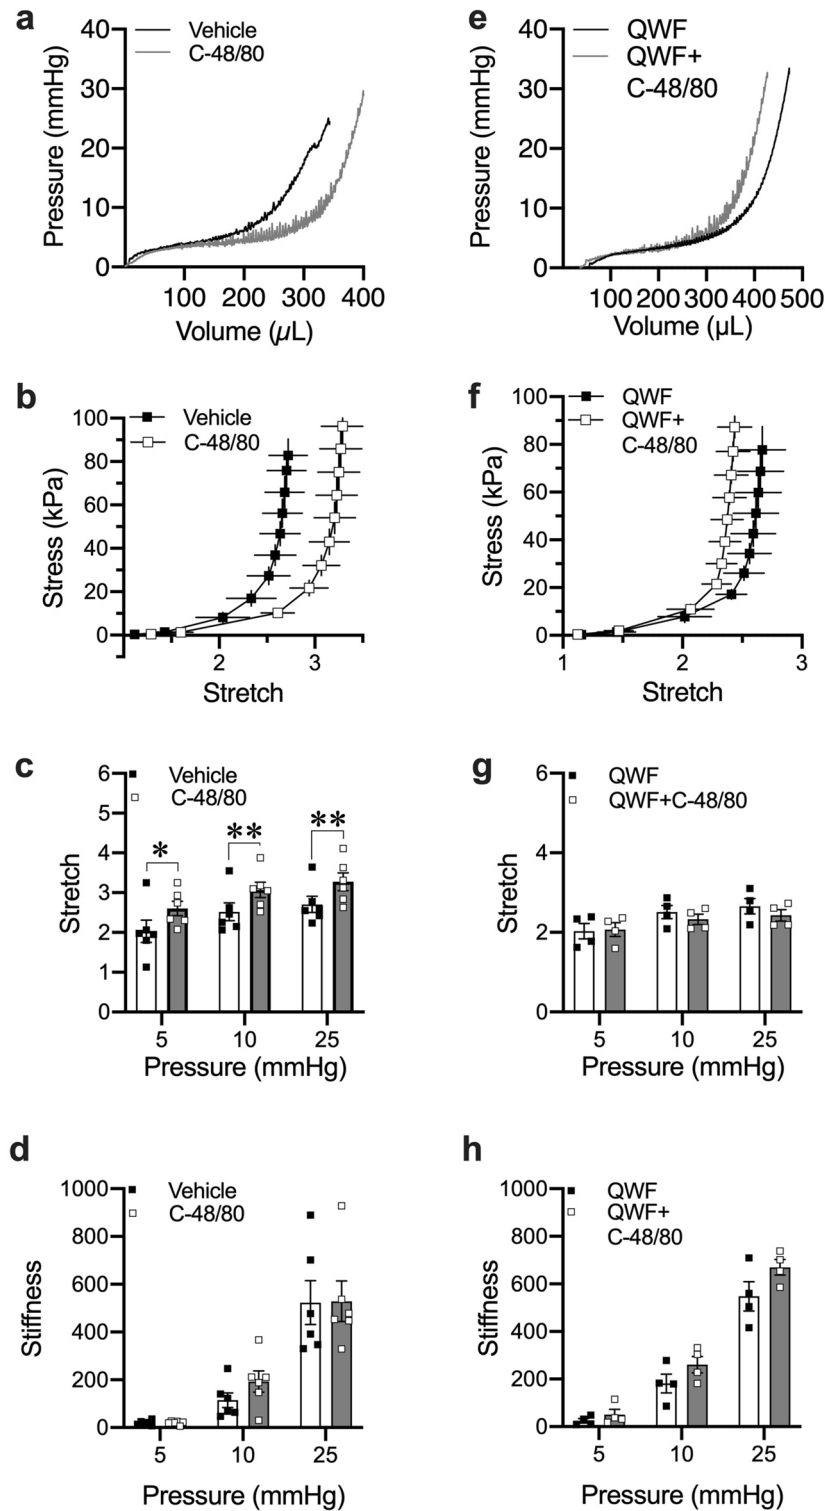 a
Vehicle
C-48/80
Pressure (mmHg)
40
30
20
10
0
100 200 300 400
Volume (µL)
e
QWF
QWF+
C-48/80
Pressure (mmHg)
40
30
20
10
0
100 200 300 400 500
Volume (µL)
b
Vehicle
C-48/80
Stress (kPa)
100
80
60
40
20
0
2 3
Stretch
f
QWF
QWF+
C-48/80
Stress (kPa)
100
80
60
40
20
0
1 2 3
Stretch
c
Vehicle
C-48/80
Stretch
6
5
4
3
2
1
0
* ** **
5 10 25
Pressure (mmHg)
g
QWF
QWF+C-48/80
Stretch
6
4
2
0
5 10 25
Pressure (mmHg)
d
Vehicle
C-48/80
Stiffness
1000
800
600
400
200
0
5 10 25
Pressure (mmHg)
h
QWF
QWF+
C-48/80
Stiffness
1000
800
600
400
200
0
5 10 25
Pressure (mmHg)